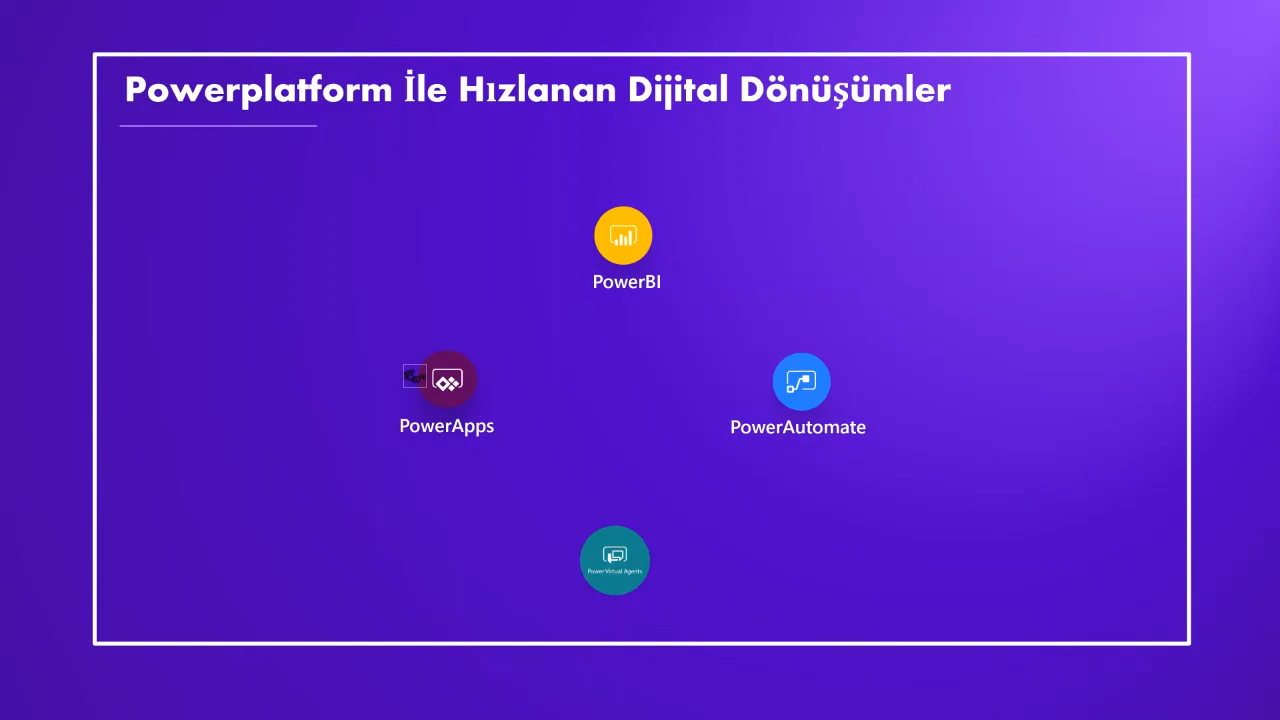 Powerplatform İle Hızlanan Dijital Dönüşümler
PowerBI
PowerApps
PowerAutomate
Power Virtual Agents